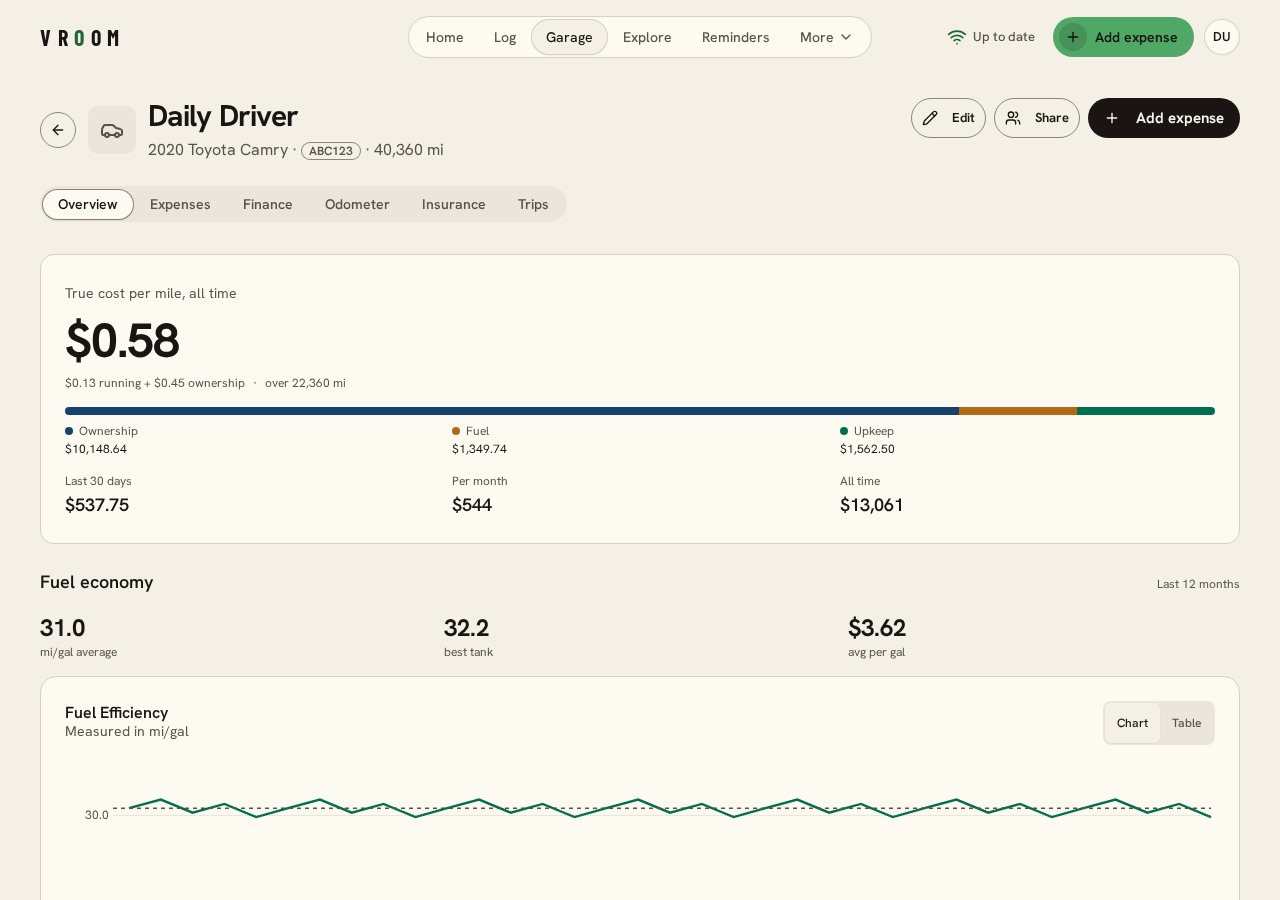 VROOM
Home Log Garage Explore Reminders More
Up to date
Add expense
DU
Daily Driver
2020 Toyota Camry · ABC123 · 40,360 mi
Edit Share Add expense
Overview Expenses Finance Odometer Insurance Trips
True cost per mile, all time
$0.58
$0.13 running + $0.45 ownership · over 22,360 mi
Ownership Fuel Upkeep
$10,148.64 $1,349.74 $1,562.50
Last 30 days Per month All time
$537.75 $544 $13,061
Fuel economy Last 12 months
31.0 32.2 $3.62
mi/gal average best tank avg per gal
Fuel Efficiency
Measured in mi/gal
Chart Table
30.0